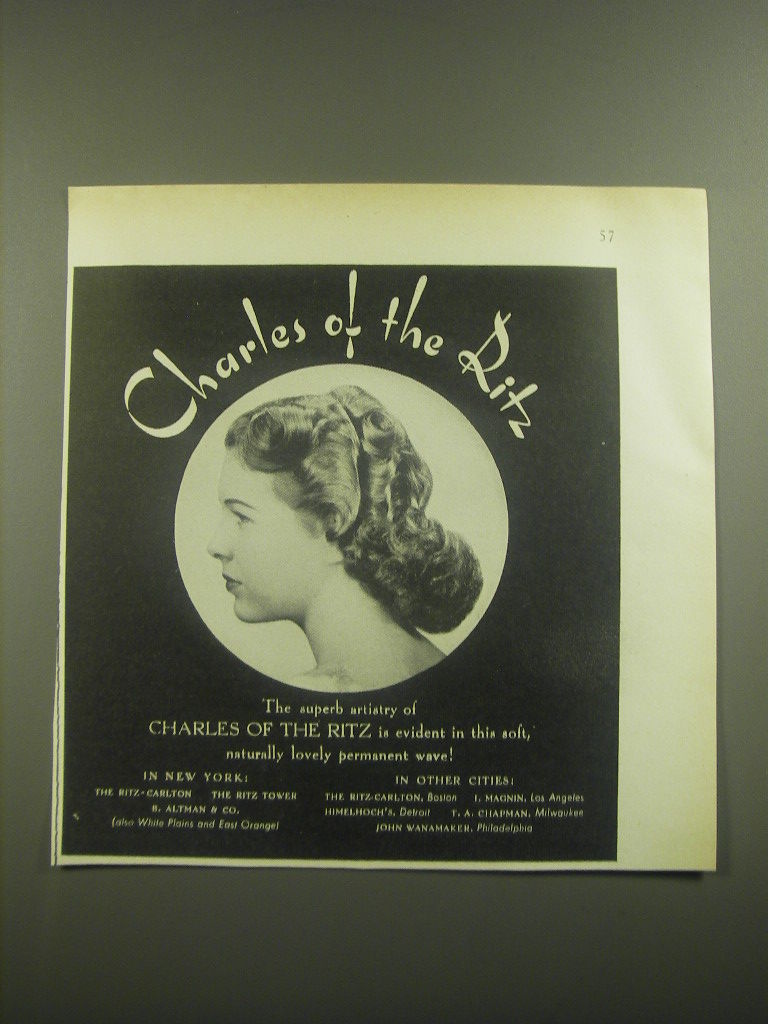 57
Charles of the Ritz
The superb artistry of
CHARLES OF THE RITZ is evident in this soft,
naturally lovely permanent wave!
IN NEW YORK:
THE RITZ-CARLTON THE RITZ TOWER
B. ALTMAN & CO.
(also White Plains and East Orange)
IN OTHER CITIES:
THE RITZ-CARLTON, Boston I. MAGNIN, Los Angeles
HIMELHOCH'S, Detroit T. A. CHAPMAN, Milwaukee
JOHN WANAMAKER, Philadelphia